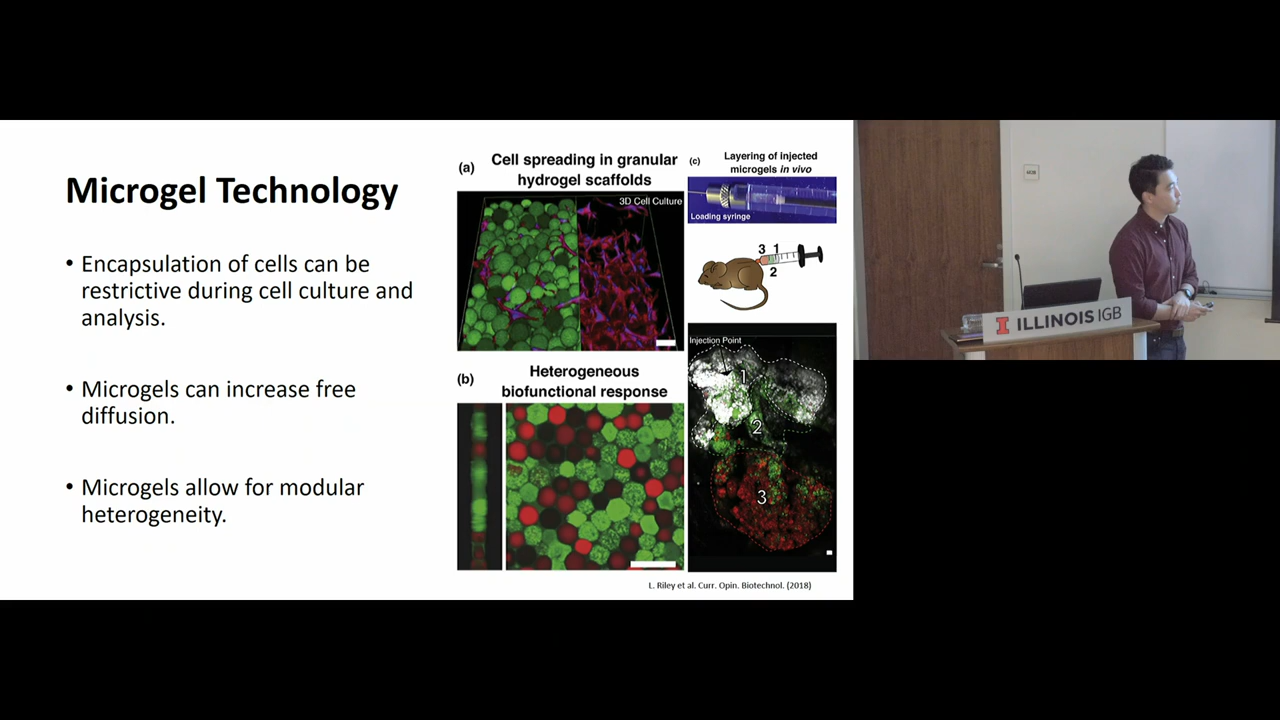 Microgel Technology
• Encapsulation of cells can be
restrictive during cell culture and
analysis.
• Microgels can increase free
diffusion.
• Microgels allow for modular
heterogeneity.
(a) Cell spreading in granular
hydrogel scaffolds
3D Cell Culture
(b) Heterogeneous
biofunctional response
(c) Layering of injected
microgels in vivo
Loading syringe
3 1
2
Injection Point
1
2
3
L. Riley et al. Curr. Opin. Biotechnol. (2018)
I ILLINOIS IGB